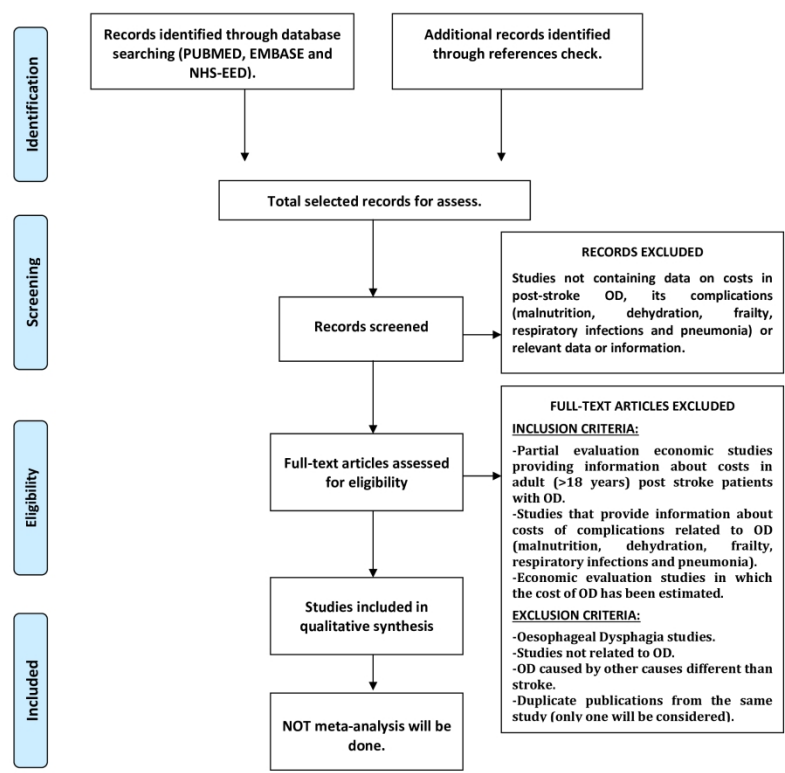 Identification
Records identified through database
searching (PUBMED, EMBASE and
NHS-EED).
Additional records identified
through references check.
Total selected records for assess.
Screening
Records screened
RECORDS EXCLUDED
Studies not containing data on costs in
post-stroke OD, its complications
(malnutrition, dehydration, frailty,
respiratory infections and pneumonia) or
relevant data or information.
Eligibility
Full-text articles assessed
for eligibility
FULL-TEXT ARTICLES EXCLUDED
INCLUSION CRITERIA:
-Partial evaluation economic studies
providing information about costs in
adult (>18 years) post stroke patients
with OD.
-Studies that provide information about
costs of complications related to OD
(malnutrition, dehydration, frailty,
respiratory infections and pneumonia).
-Economic evaluation studies in which
the cost of OD has been estimated.
EXCLUSION CRITERIA:
-Oesophageal Dysphagia studies.
-Studies not related to OD.
-OD caused by other causes different than
stroke.
-Duplicate publications from the same
study (only one will be considered).
Included
Studies included in
qualitative synthesis
NOT meta-analysis will be
done.